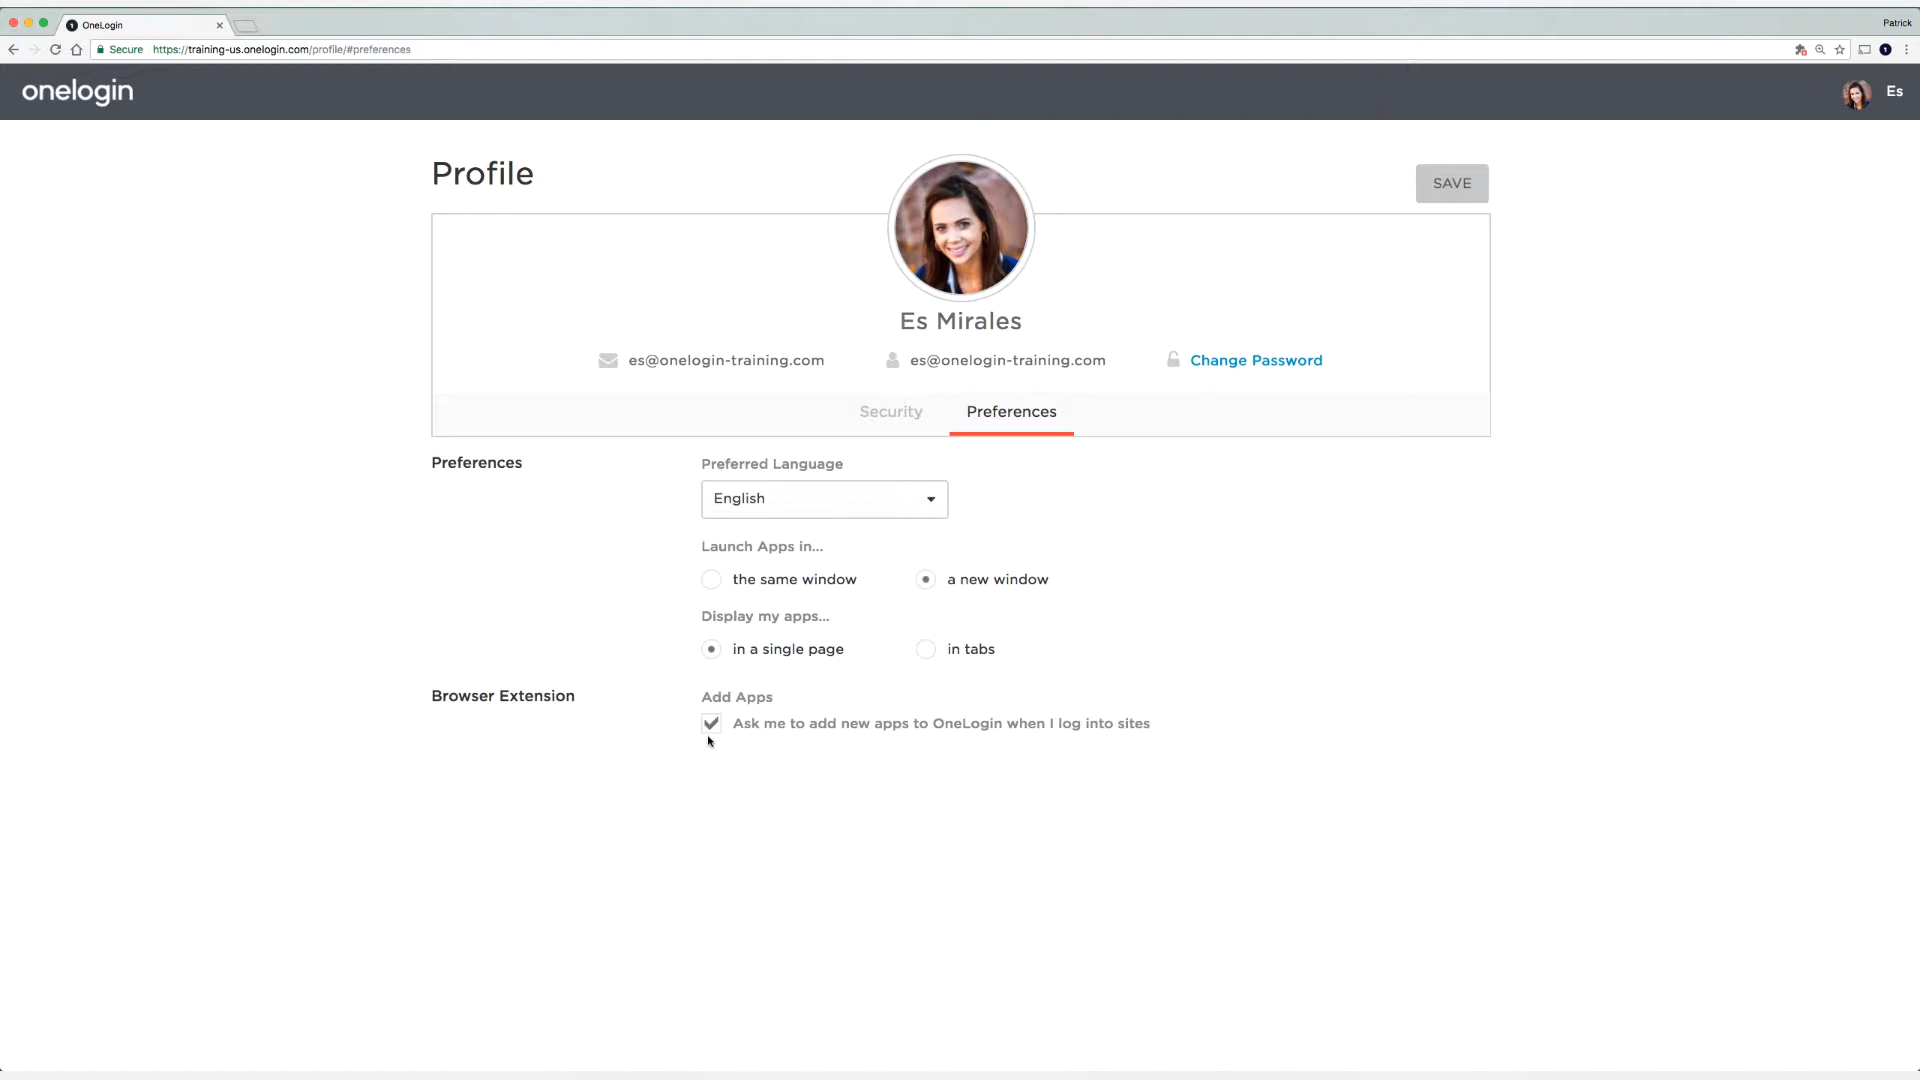 OneLogin
Patrick
Secure https://training-us.onelogin.com/profile/#preferences
onelogin
Es
Profile
SAVE
Es Mirales
es@onelogin-training.com es@onelogin-training.com Change Password
Security Preferences
Preferences
Preferred Language
English
Launch Apps in...
the same window a new window
Display my apps...
in a single page in tabs
Browser Extension
Add Apps
Ask me to add new apps to OneLogin when I log into sites